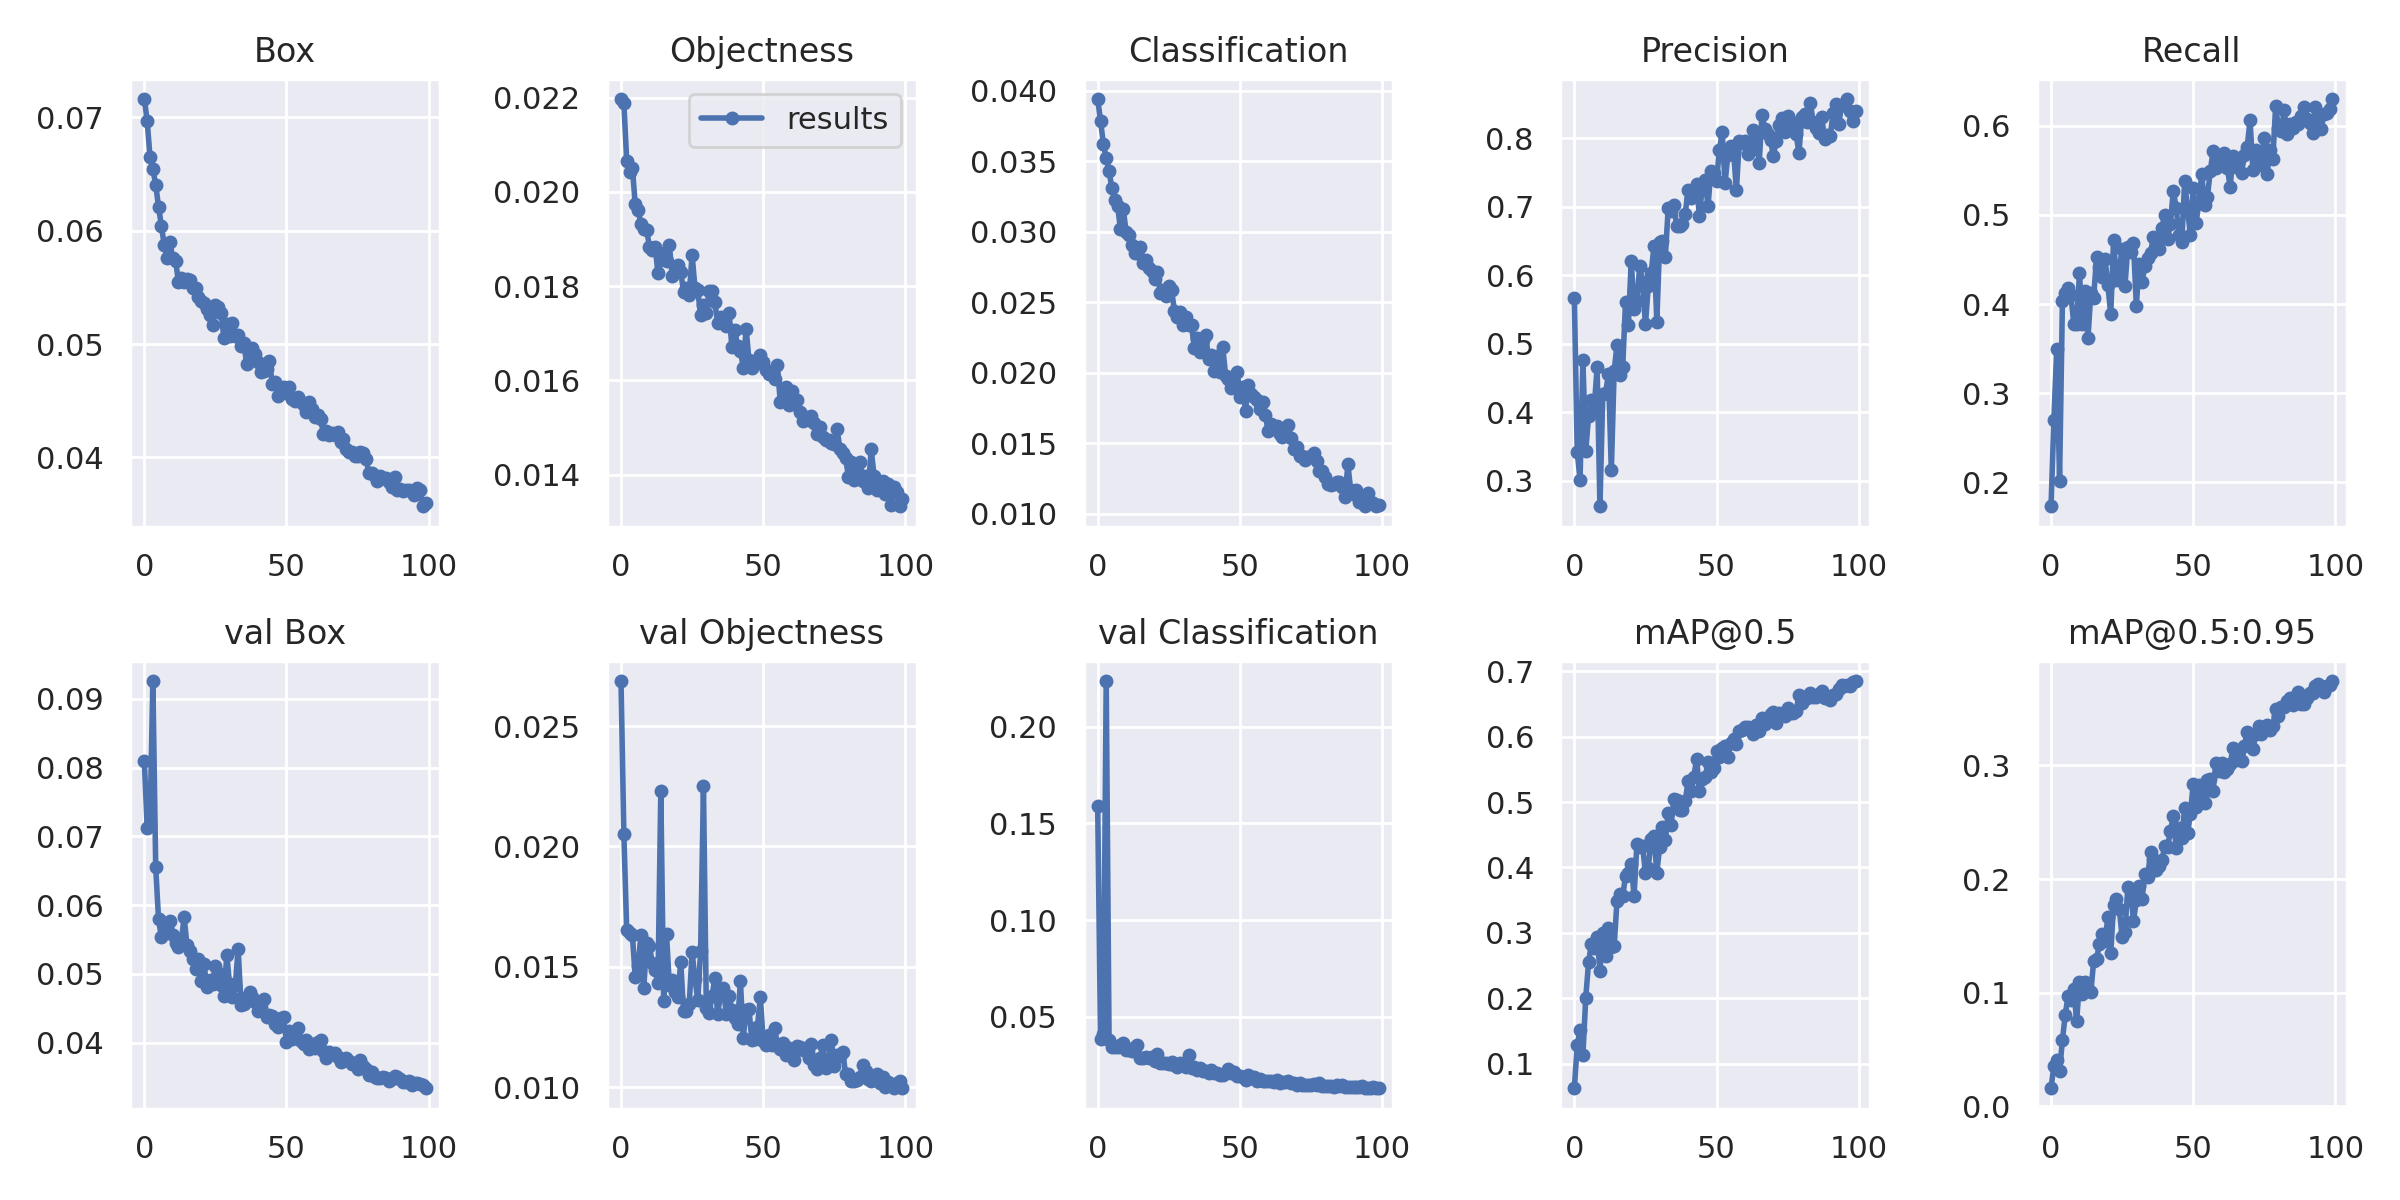 Box
0.07
0.06
0.05
0.04
0 50 100
Objectness
results
0.022
0.020
0.018
0.016
0.014
0 50 100
Classification
0.040
0.035
0.030
0.025
0.020
0.015
0.010
0 50 100
Precision
0.8
0.7
0.6
0.5
0.4
0.3
0 50 100
Recall
0.6
0.5
0.4
0.3
0.2
0 50 100
val Box
0.09
0.08
0.07
0.06
0.05
0.04
0 50 100
val Objectness
0.025
0.020
0.015
0.010
0 50 100
val Classification
0.20
0.15
0.10
0.05
0 50 100
mAP@0.5
0.7
0.6
0.5
0.4
0.3
0.2
0.1
0 50 100
mAP@0.5:0.95
0.3
0.2
0.1
0.0
0 50 100